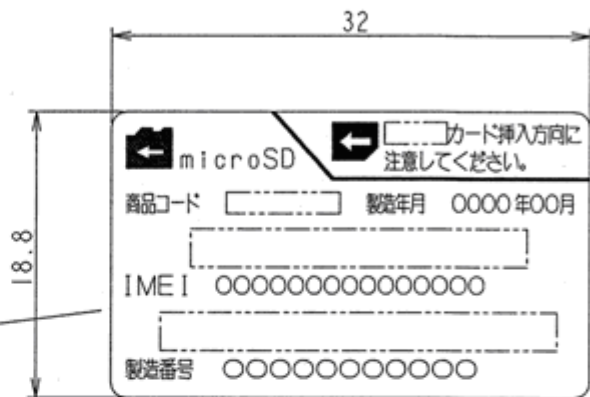 32
18.8
microSD
カード挿入方向に
注意してください。
商品コード 製造年月 0000年00月
IMEI 000000000000000
製造番号 ○○○○○○○○○○○